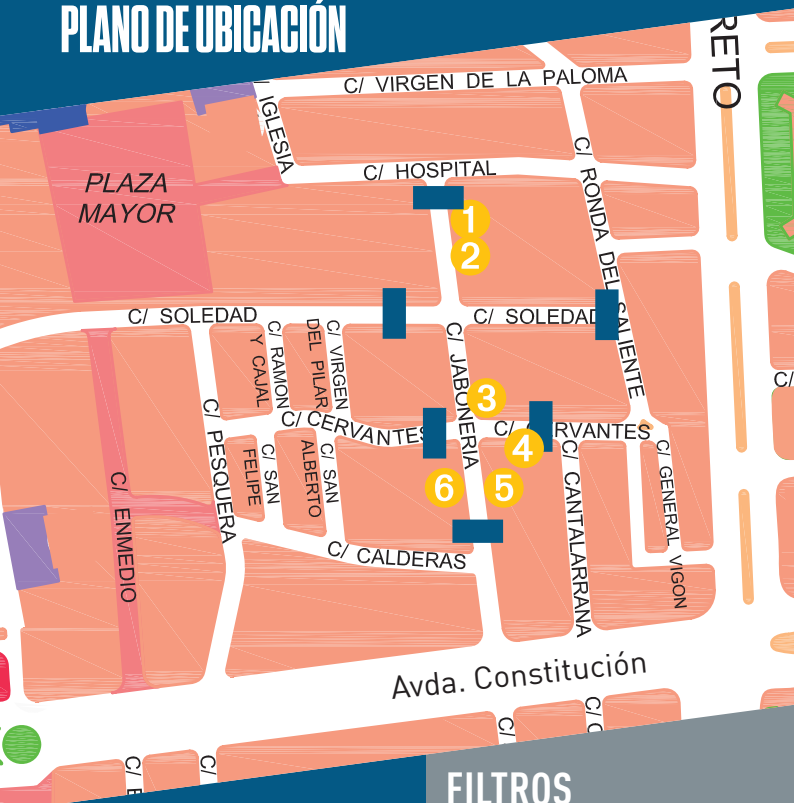 PLANO DE UBICACIÓN
RETO
C/ VIRGEN DE LA PALOMA
IGLESIA
C/ HOSPITAL
PLAZA
MAYOR
C/ RONDA DEL SALIENTE
1
2
C/ SOLEDAD
C/ SOLEDAD
C/ RAMON
Y CAJAL
C/ VIRGEN
DEL PILAR
C/ JABONERIA
3
C/
C/ CERVANTES
C/ RVANTES
4
C/ PESQUERA
C/ SAN
FELIPE
C/ SAN
ALBERTO
6
5
C/ CANTALARRANA
C/ GENERAL VIGON
C/ ENMEDIO
C/ CALDERAS
Avda. Constitución
C/
C/
C/
C/
FILTROS